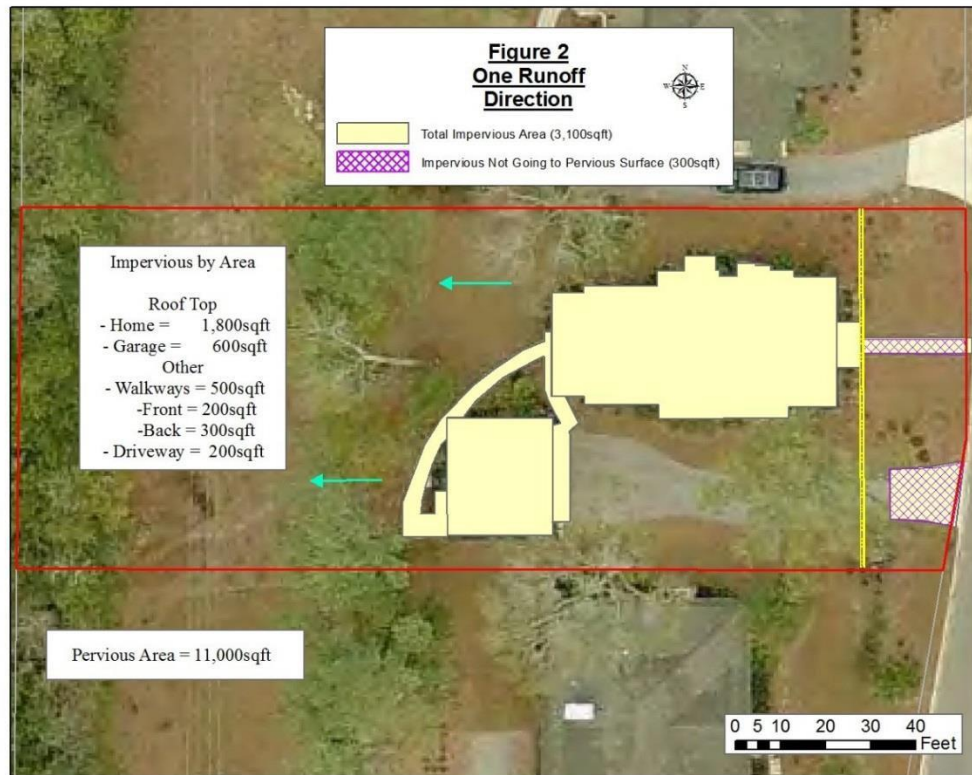 Figure 2
One Runoff
Direction
N
W E
S
Total Impervious Area (3,100sqft)
Impervious Not Going to Pervious Surface (300sqft)
Impervious by Area
Roof Top
- Home = 1,800sqft
- Garage = 600sqft
Other
- Walkways = 500sqft
-Front = 200sqft
-Back = 300sqft
- Driveway = 200sqft
Pervious Area = 11,000sqft
0 5 10 20 30 40
Feet